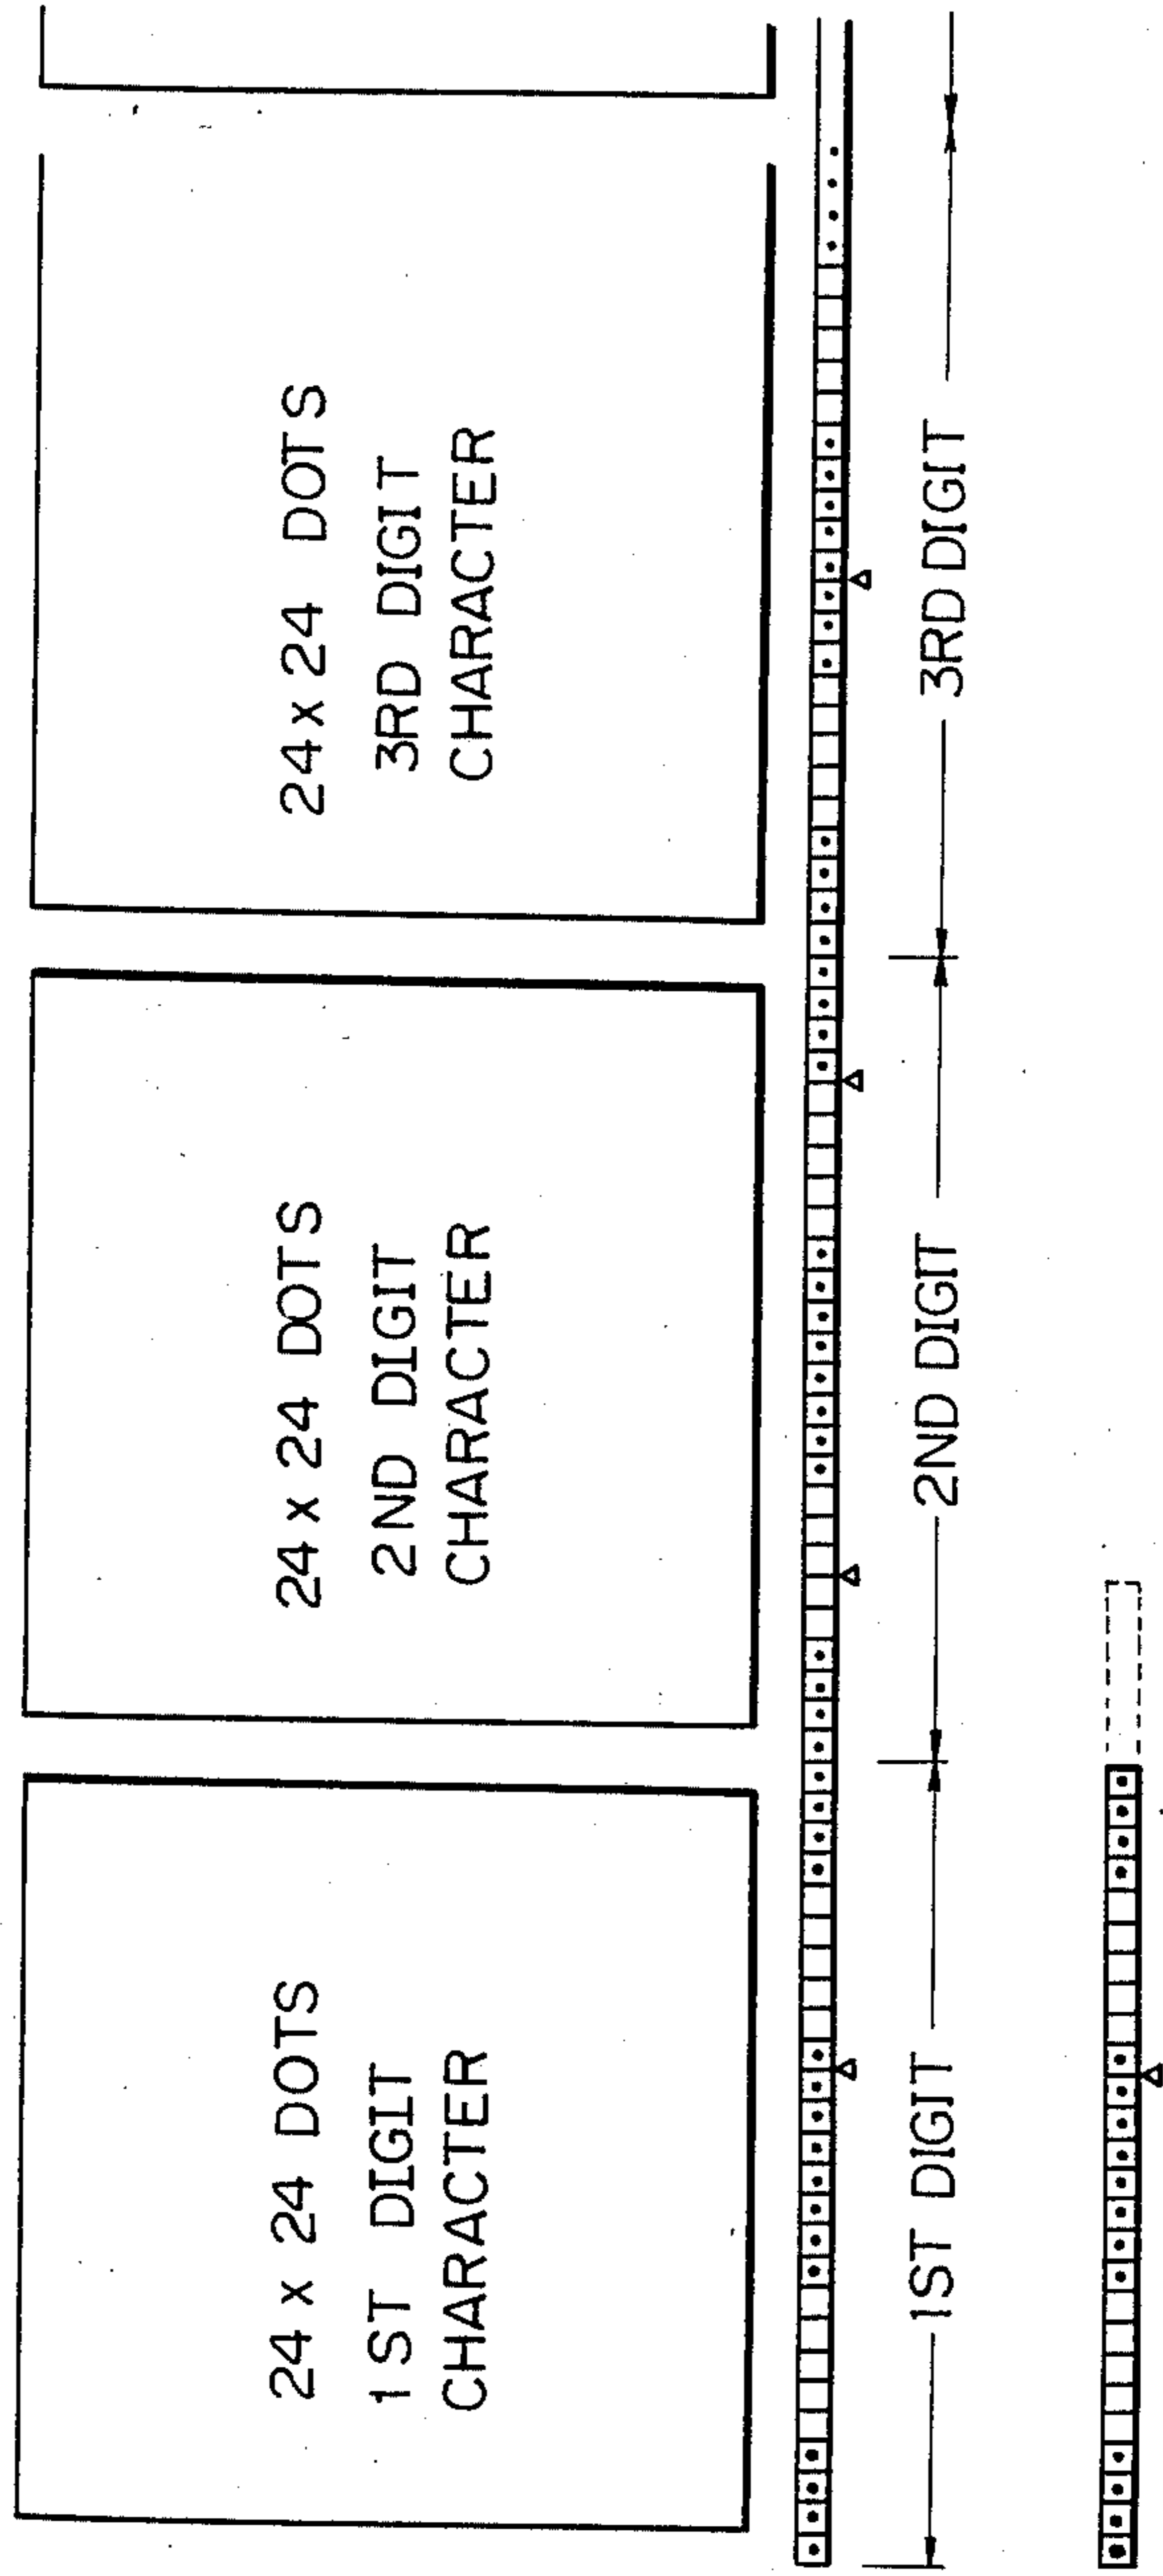 24 x 24 DOTS
1ST DIGIT
CHARACTER
24 x 24 DOTS
2ND DIGIT
CHARACTER
24 x 24 DOTS
3RD DIGIT
CHARACTER
1ST DIGIT
2ND DIGIT
3RD DIGIT